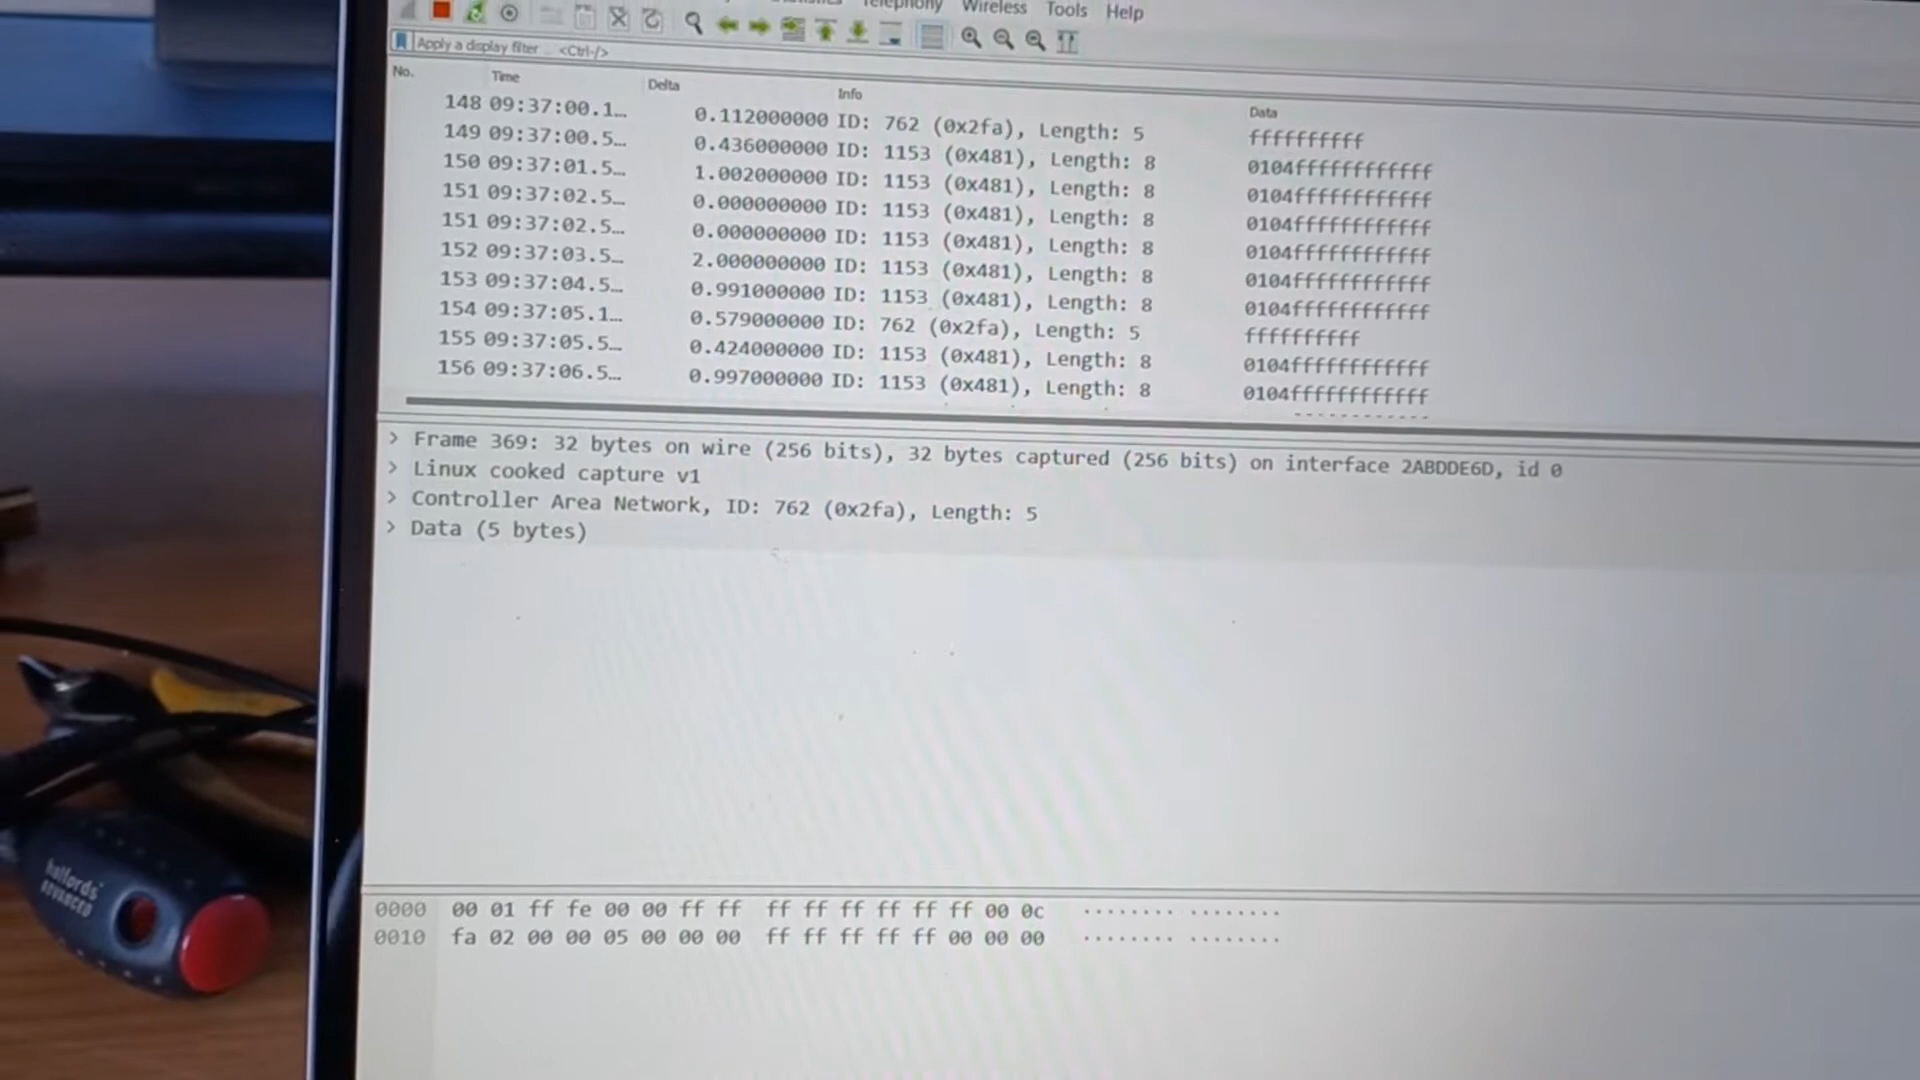 Telephony Wireless Tools Help
Apply a display filter ... <Ctrl-/>
No. Time Delta Info Data
148 09:37:00.1… 0.112000000 ID: 762 (0x2fa), Length: 5 ffffffffff
149 09:37:00.5… 0.436000000 ID: 1153 (0x481), Length: 8 0104ffffffffffff
150 09:37:01.5… 1.002000000 ID: 1153 (0x481), Length: 8 0104ffffffffffff
151 09:37:02.5… 0.000000000 ID: 1153 (0x481), Length: 8 0104ffffffffffff
151 09:37:02.5… 0.000000000 ID: 1153 (0x481), Length: 8 0104ffffffffffff
152 09:37:03.5… 2.000000000 ID: 1153 (0x481), Length: 8 0104ffffffffffff
153 09:37:04.5… 0.991000000 ID: 1153 (0x481), Length: 8 0104ffffffffffff
154 09:37:05.1… 0.579000000 ID: 762 (0x2fa), Length: 5 ffffffffff
155 09:37:05.5… 0.424000000 ID: 1153 (0x481), Length: 8 0104ffffffffffff
156 09:37:06.5… 0.997000000 ID: 1153 (0x481), Length: 8 0104ffffffffffff
> Frame 369: 32 bytes on wire (256 bits), 32 bytes captured (256 bits) on interface 2ABDDE6D, id 0
> Linux cooked capture v1
> Controller Area Network, ID: 762 (0x2fa), Length: 5
> Data (5 bytes)
0000 00 01 ff fe 00 00 ff ff ff ff ff ff ff ff 00 0c ········ ········
0010 fa 02 00 00 05 00 00 00 ff ff ff ff ff 00 00 00 ········ ········
halfords
ADVANCED